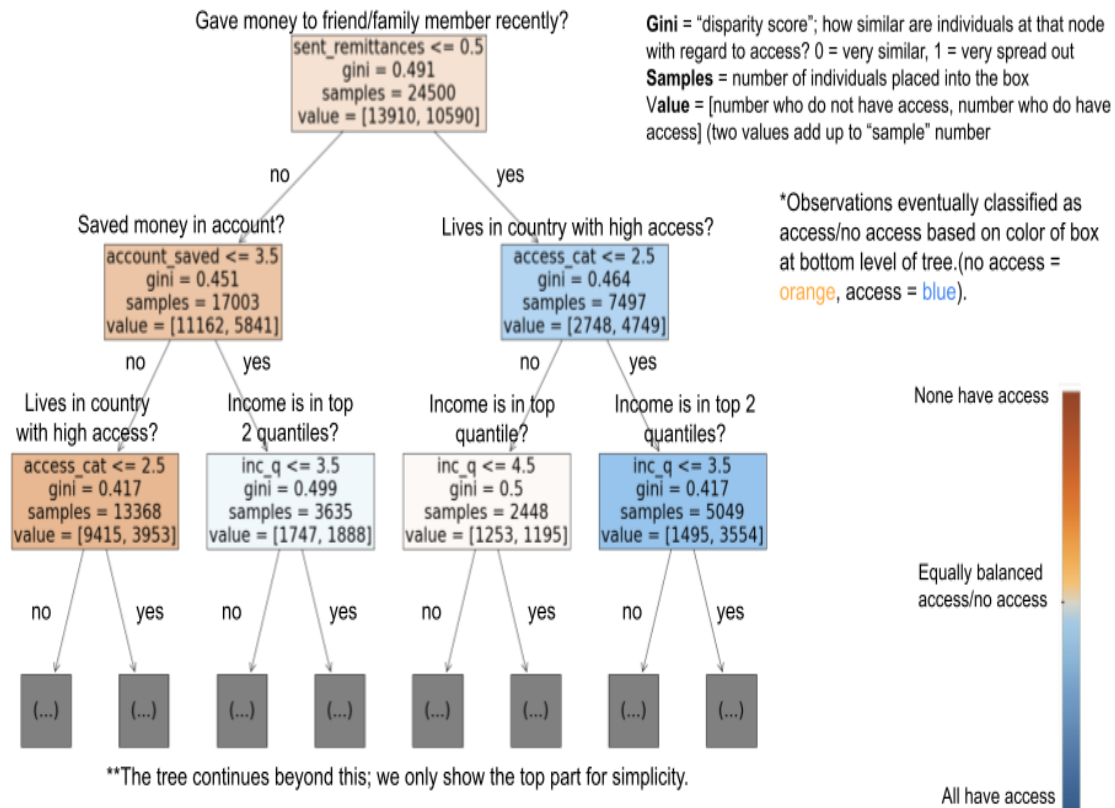 Gave money to friend/family member recently?
sent_remittances <= 0.5
gini = 0.491
samples = 24500
value = [13910, 10590]
Gini = “disparity score”; how similar are individuals at that node
with regard to access? 0 = very similar, 1 = very spread out
Samples = number of individuals placed into the box
Value = [number who do not have access, number who do have
access] (two values add up to “sample” number
no
yes
*Observations eventually classified as
access/no access based on color of box
at bottom level of tree.(no access =
orange, access = blue).
Saved money in account?
account_saved <= 3.5
gini = 0.451
samples = 17003
value = [11162, 5841]
Lives in country with high access?
access_cat <= 2.5
gini = 0.464
samples = 7497
value = [2748, 4749]
no
yes
no
yes
Lives in country
with high access?
access_cat <= 2.5
gini = 0.417
samples = 13368
value = [9415, 3953]
Income is in top
2 quantiles?
inc_q <= 3.5
gini = 0.499
samples = 3635
value = [1747, 1888]
Income is in top
quantile?
inc_q <= 4.5
gini = 0.5
samples = 2448
value = [1253, 1195]
Income is in top 2
quantiles?
inc_q <= 3.5
gini = 0.417
samples = 5049
value = [1495, 3554]
no
yes
no
yes
no
yes
no
yes
(...)
(...)
(...)
(...)
(...)
(...)
(...)
(...)
**The tree continues beyond this; we only show the top part for simplicity.
None have access
Equally balanced
access/no access
All have access